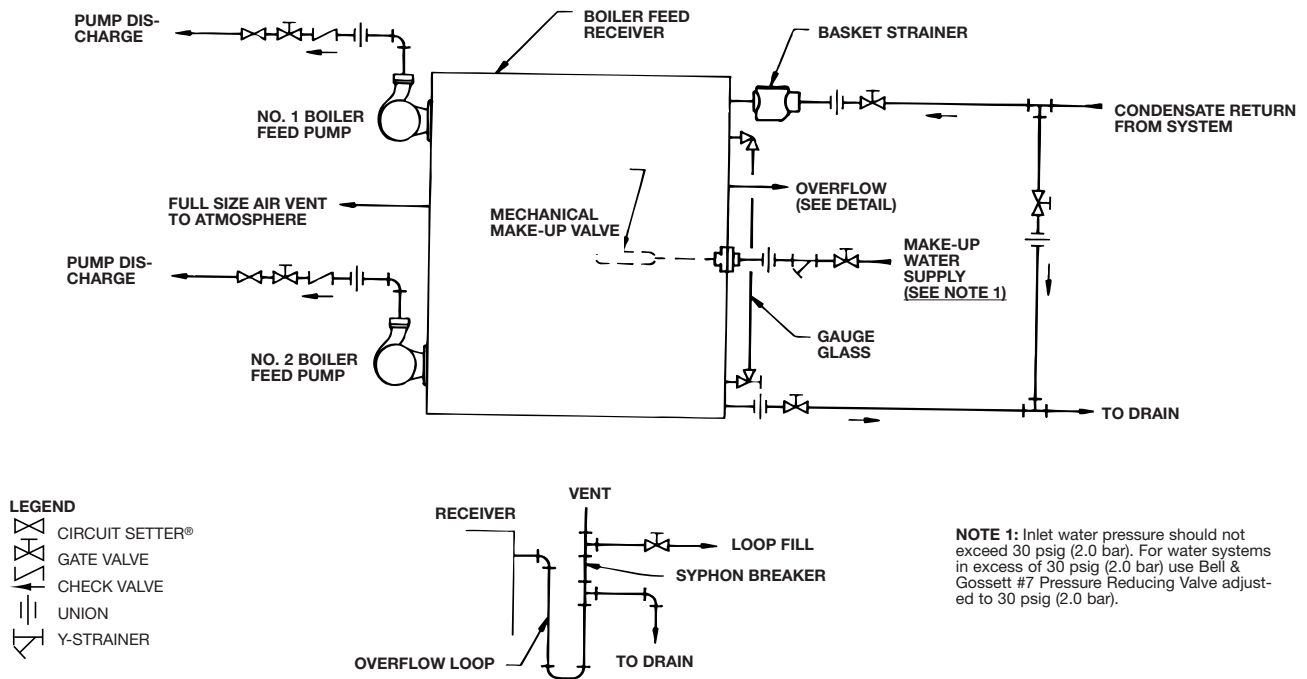 PUMP DIS-
CHARGE
BOILER FEED
RECEIVER
BASKET STRAINER
NO. 1 BOILER
FEED PUMP
CONDENSATE RETURN
FROM SYSTEM
FULL SIZE AIR VENT
TO ATMOSPHERE
MECHANICAL
MAKE-UP VALVE
OVERFLOW
(SEE DETAIL)
PUMP DIS-
CHARGE
MAKE-UP
WATER
SUPPLY
(SEE NOTE 1)
GAUGE
GLASS
NO. 2 BOILER
FEED PUMP
TO DRAIN
LEGEND
CIRCUIT SETTER®
GATE VALVE
CHECK VALVE
UNION
Y-STRAINER
RECEIVER
VENT
LOOP FILL
SYPHON BREAKER
OVERFLOW LOOP
TO DRAIN
NOTE 1: Inlet water pressure should not
exceed 30 psig (2.0 bar). For water systems
in excess of 30 psig (2.0 bar) use Bell &
Gossett #7 Pressure Reducing Valve adjust-
ed to 30 psig (2.0 bar).